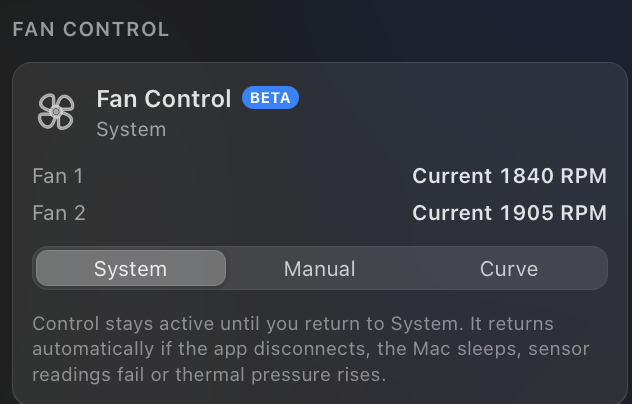 FAN CONTROL
Fan Control BETA
System
Fan 1 Current 1840 RPM
Fan 2 Current 1905 RPM
System Manual Curve
Control stays active until you return to System. It returns
automatically if the app disconnects, the Mac sleeps, sensor
readings fail or thermal pressure rises.